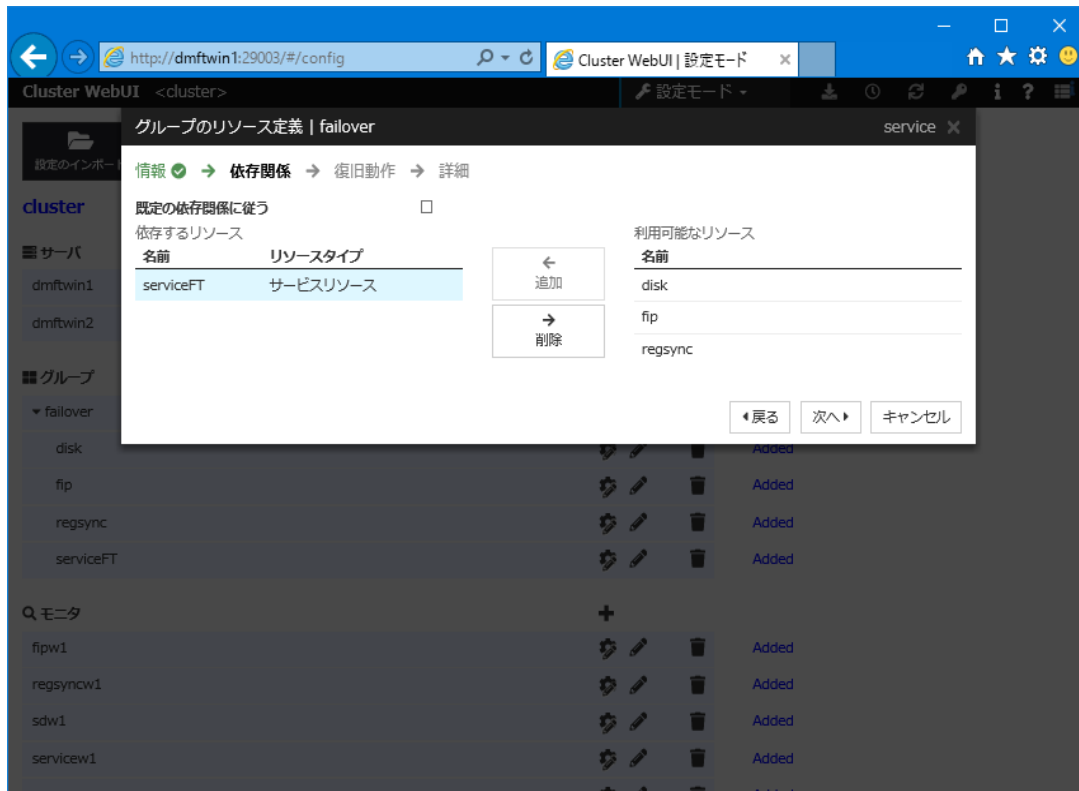 http://dmftwin1:29003/#/config
Cluster WebUI | 設定モード
Cluster WebUI <cluster>
設定モード
グループのリソース定義 | failover
service
設定のインポート
情報 → 依存関係 → 復旧動作 → 詳細
既定の依存関係に従う
依存するリソース
利用可能なリソース
名前 リソースタイプ
名前
serviceFT サービスリソース
追加
削除
disk
fip
regsync
戻る 次へ キャンセル
cluster
サーバ
dmftwin1
dmftwin2
グループ
failover
disk Added
fip Added
regsync Added
serviceFT Added
モニタ
fipw1 Added
regsyncw1 Added
sdw1 Added
servicew1 Added